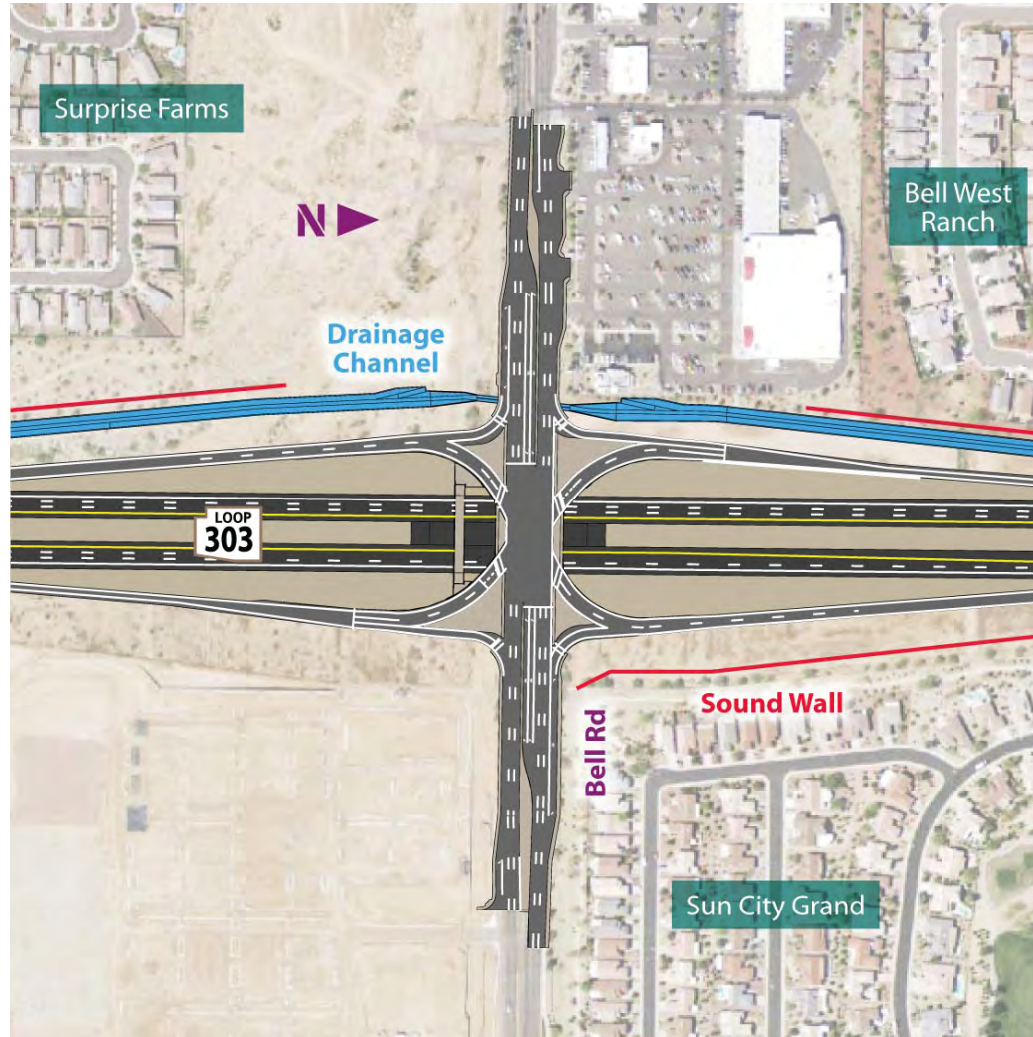 Surprise Farms
N
Bell West
Ranch
Drainage
Channel
LOOP
303
Sound Wall
Bell Rd
Sun City Grand